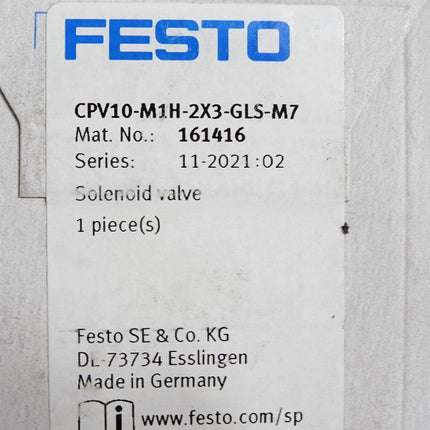 FESTO
CPV10-M1H-2X3-GLS-M7
Mat. No.: 161416
Series: 11-2021:02
Solenoid valve
1 piece(s)
Festo SE & Co. KG
DE-73734 Esslingen
Made in Germany
i www.festo.com/sp